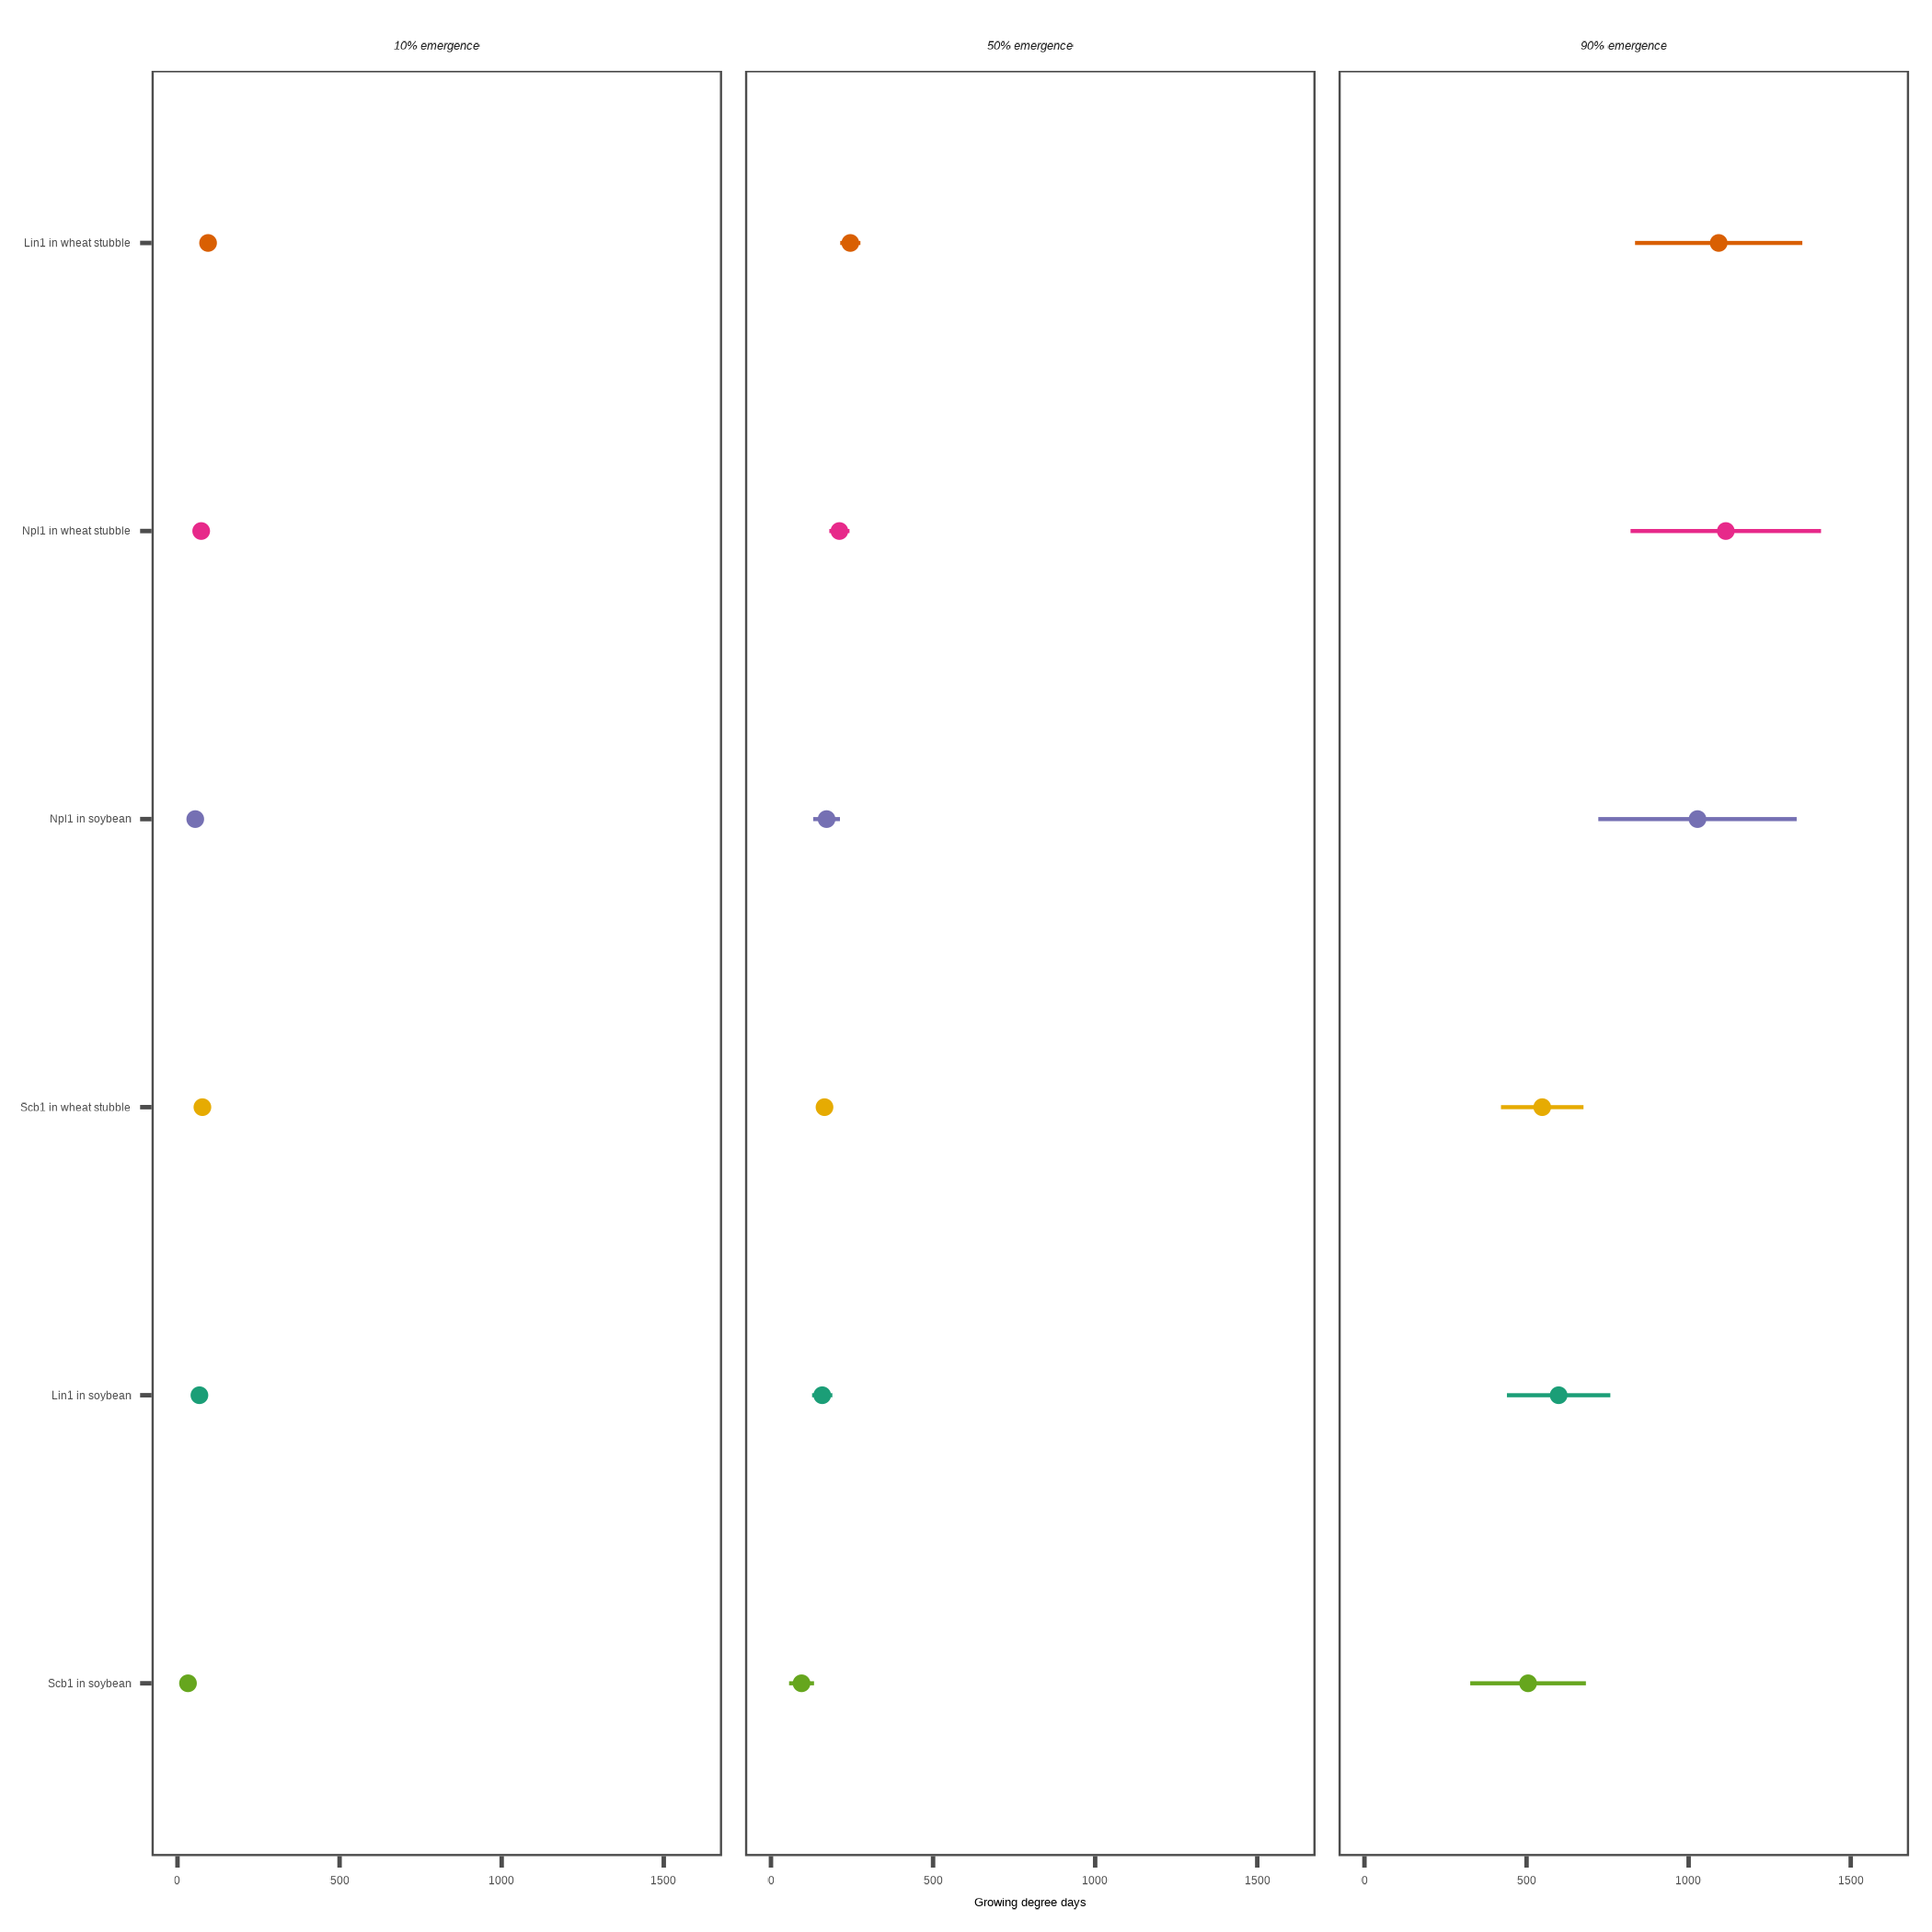 10% emergence 50% emergence 90% emergence
Lin1 in wheat stubble
Npl1 in wheat stubble
Npl1 in soybean
Scb1 in wheat stubble
Lin1 in soybean
Scb1 in soybean
0 500 1000 1500 0 500 1000 1500 0 500 1000 1500
Growing degree days